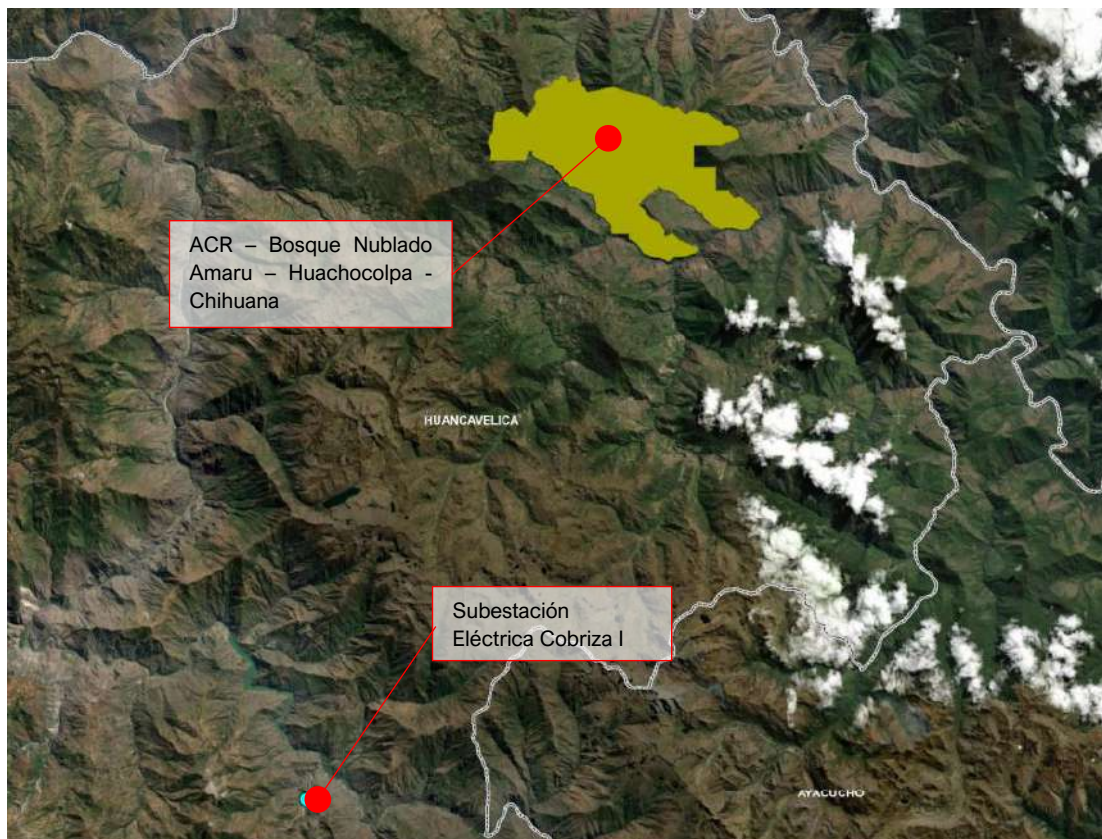 ACR – Bosque Nublado
Amaru – Huachocolpa -
Chihuana
HUANCAVELICA
Subestación
Eléctrica Cobriza I
AYACUCHO